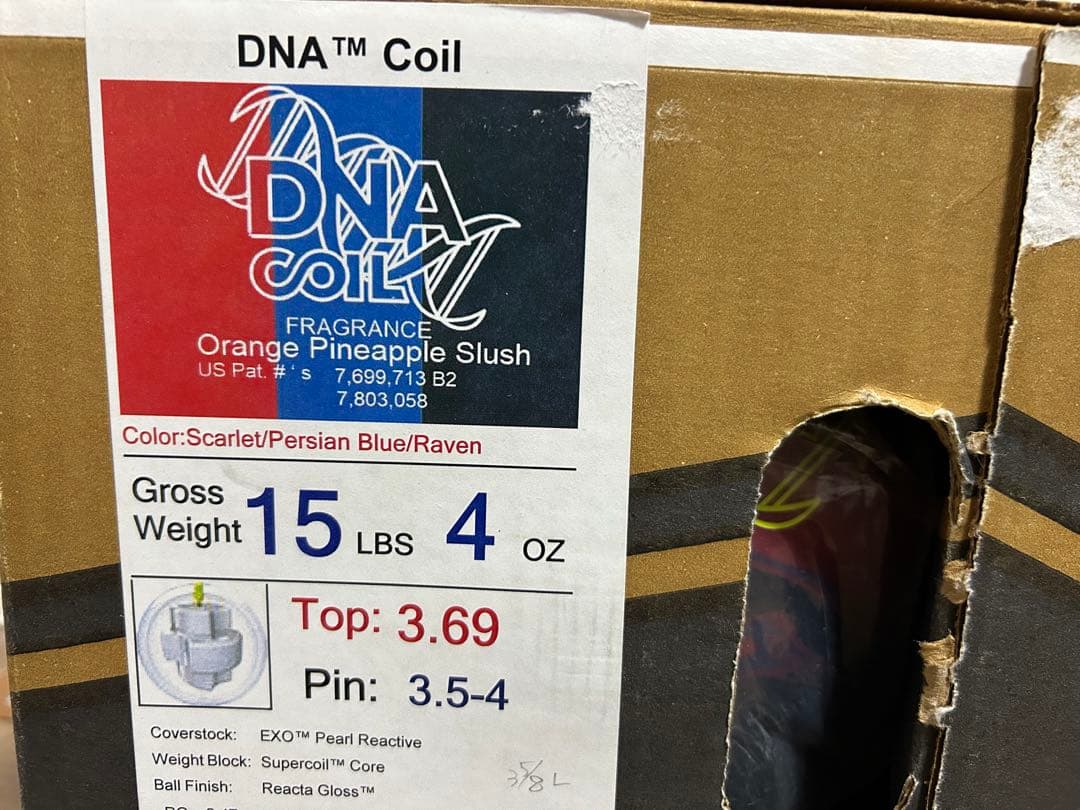 DNA™ Coil
DNA
COIL
FRAGRANCE
Orange Pineapple Slush
US Pat. #'s 7,699,713 B2
7,803,058
Color:Scarlet/Persian Blue/Raven
Gross
Weight 15 LBS 4 OZ
Top: 3.69
Pin: 3.5-4
Coverstock: EXO™ Pearl Reactive
Weight Block: Supercoil™ Core
Ball Finish: Reacta Gloss™
3 5/8 L